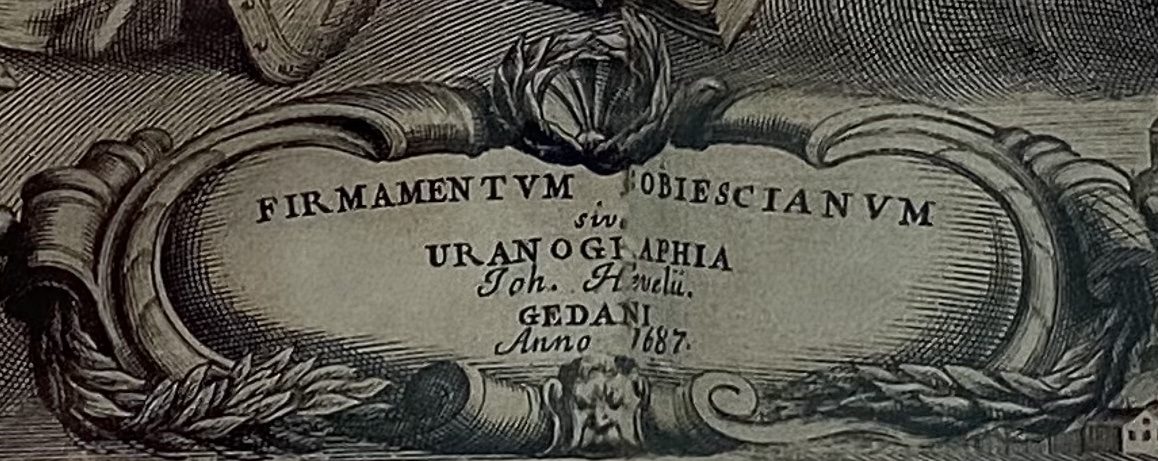 FIRMAMENTVM SOBIESCIANVM
sive
URANOGRAPHIA
Joh. Hevelii.
GEDANI
Anno 1687.